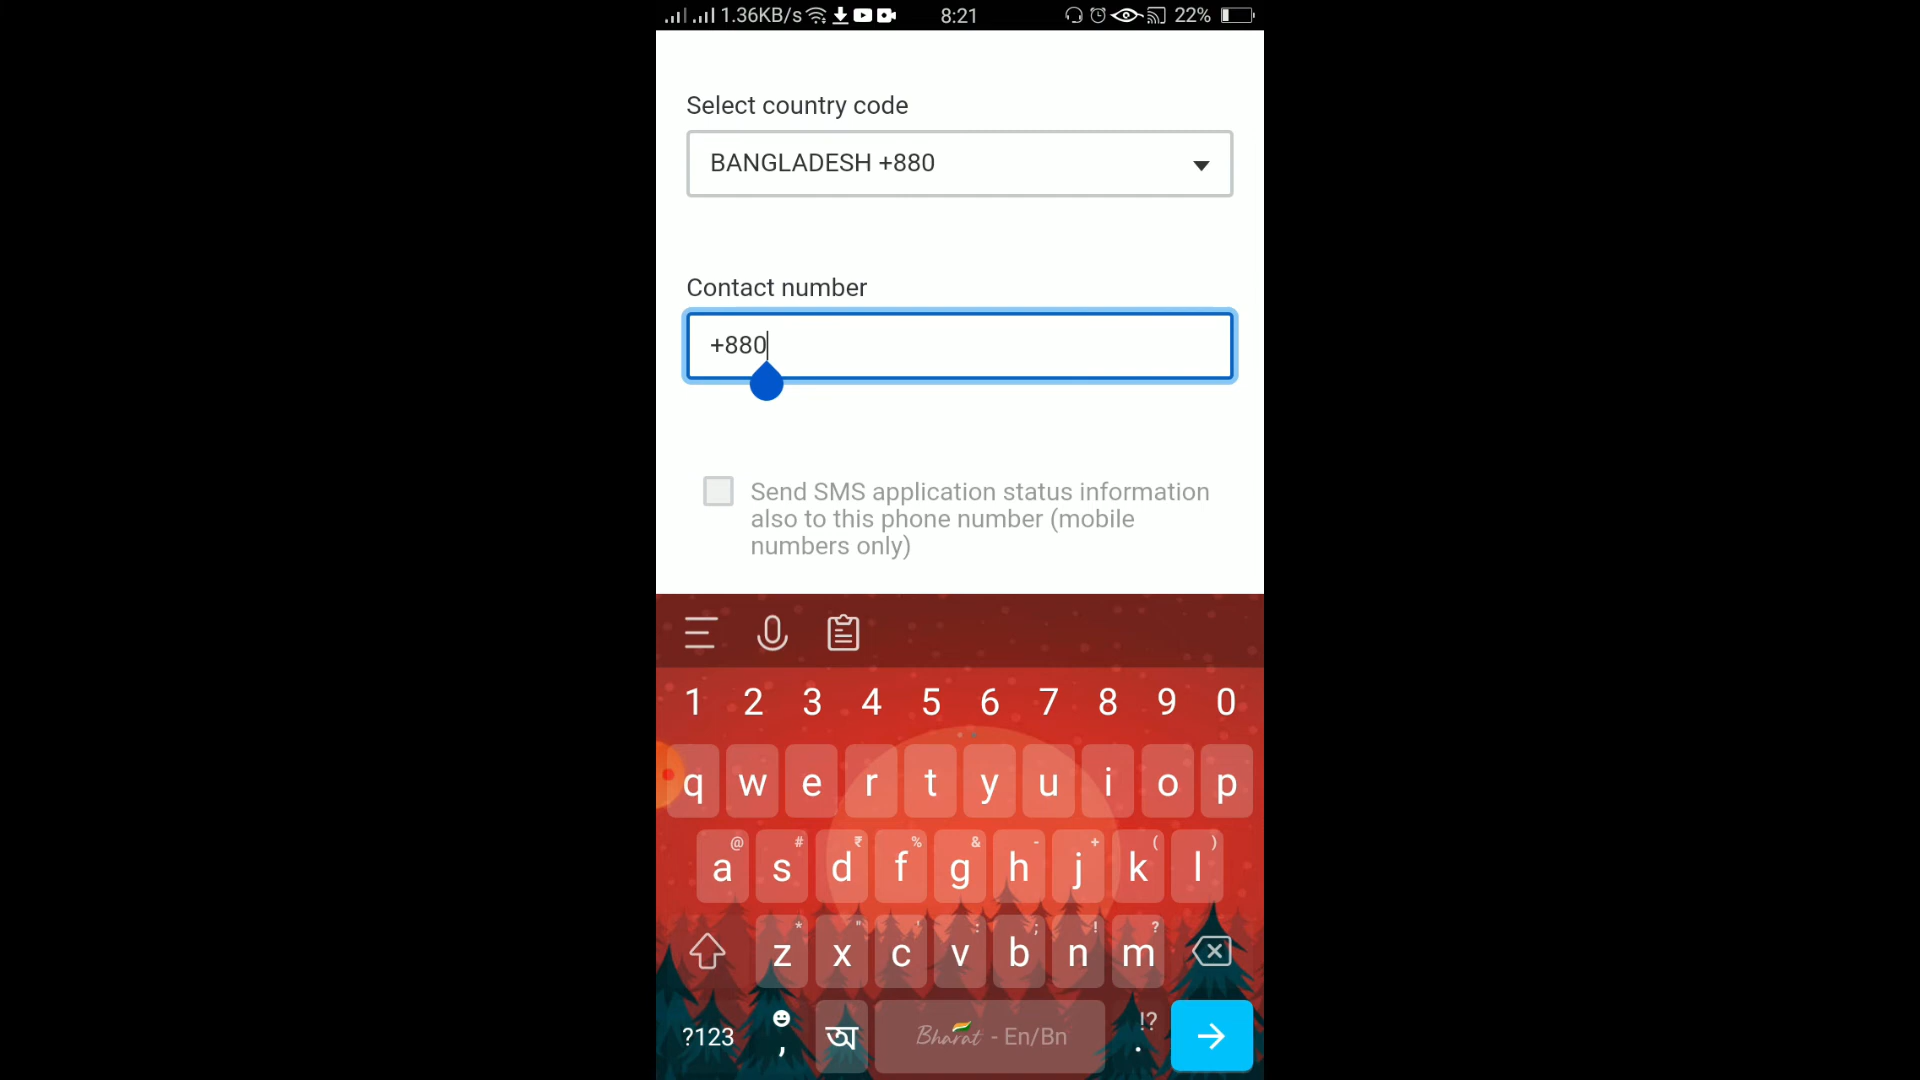 1.36KB/s 8:21 22%
Select country code
BANGLADESH +880
Contact number
+880
Send SMS application status information
also to this phone number (mobile
numbers only)
1 2 3 4 5 6 7 8 9 0
q w e r t y u i o p
@ # ₹ % & - + ( )
a s d f g h j k l
* " ' : ; ! ?
z x c v b n m
?123 , অ Bharat - En/Bn !? .